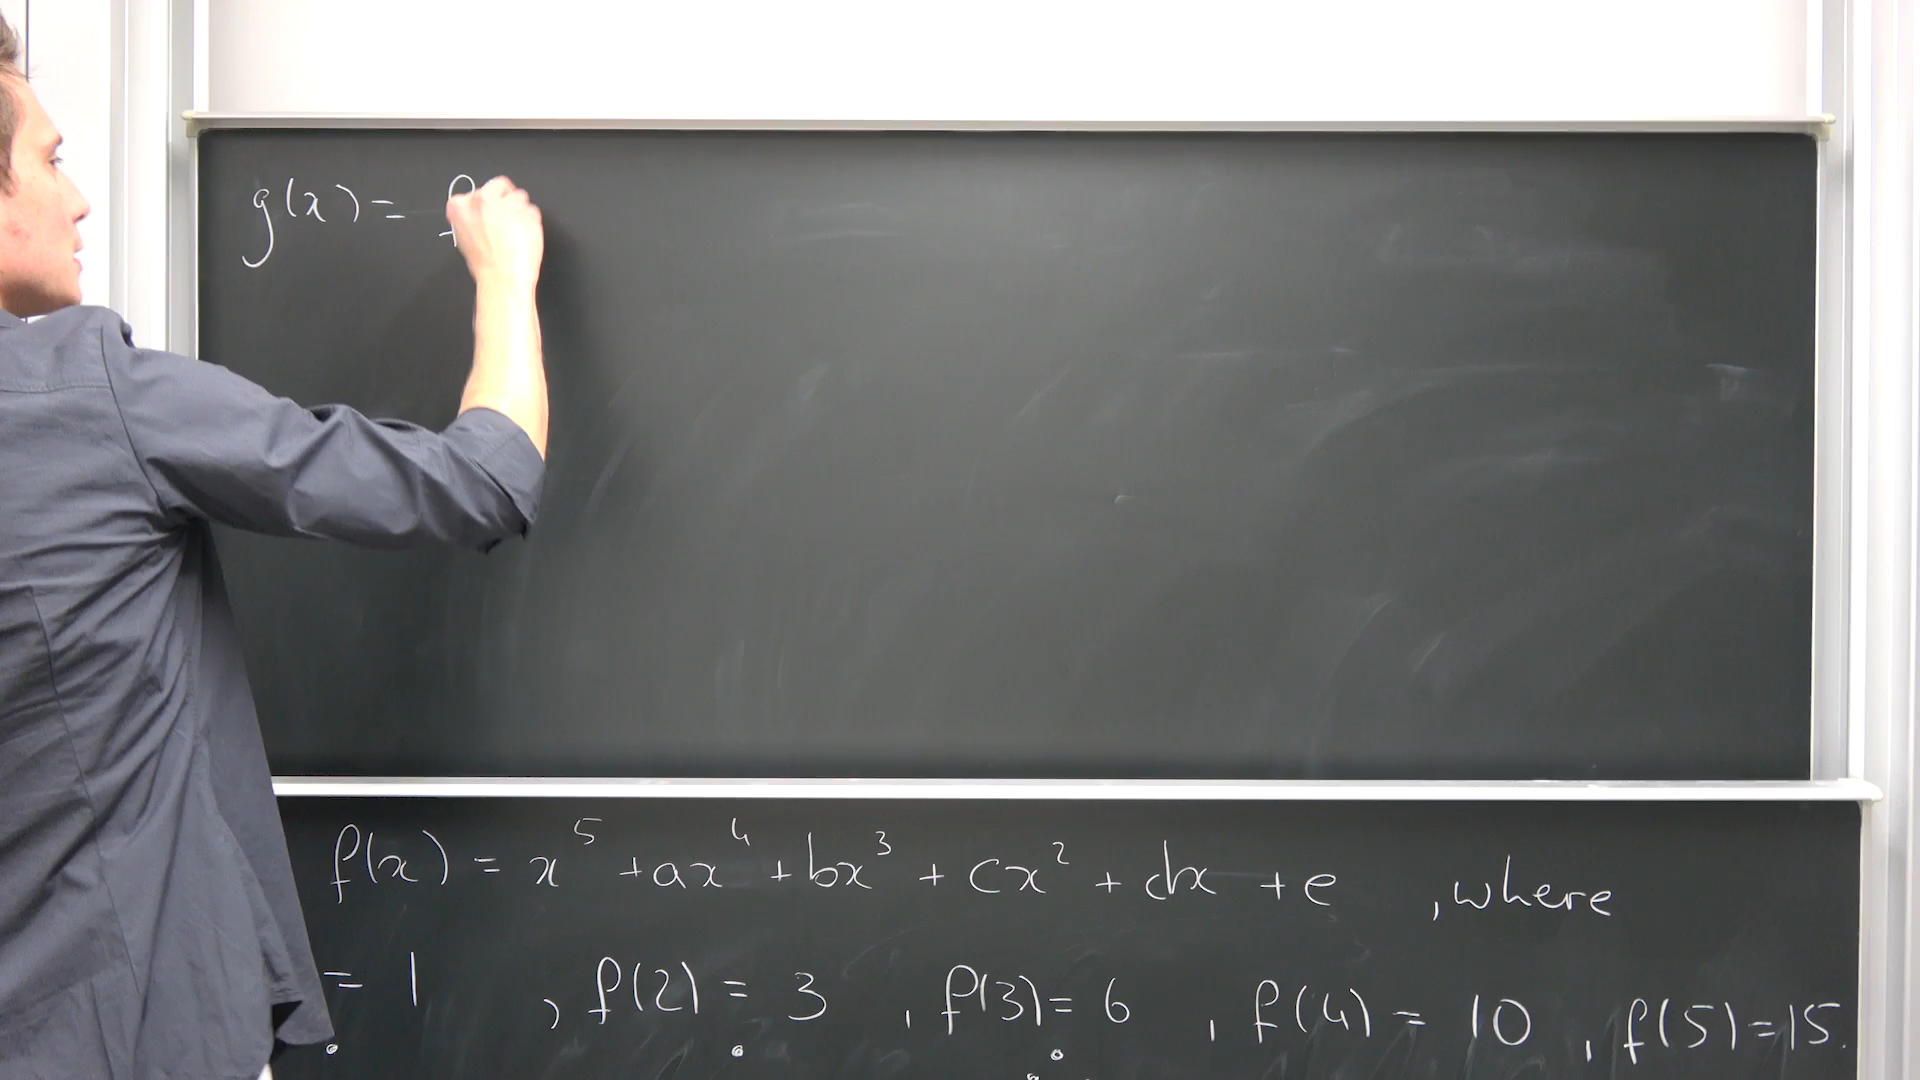 g(x) = f
f(x) = x⁵ + ax⁴ + bx³ + cx² + dx + e , where
= 1 , f(2) = 3 , f(3) = 6 , f(4) = 10 , f(5) = 15.